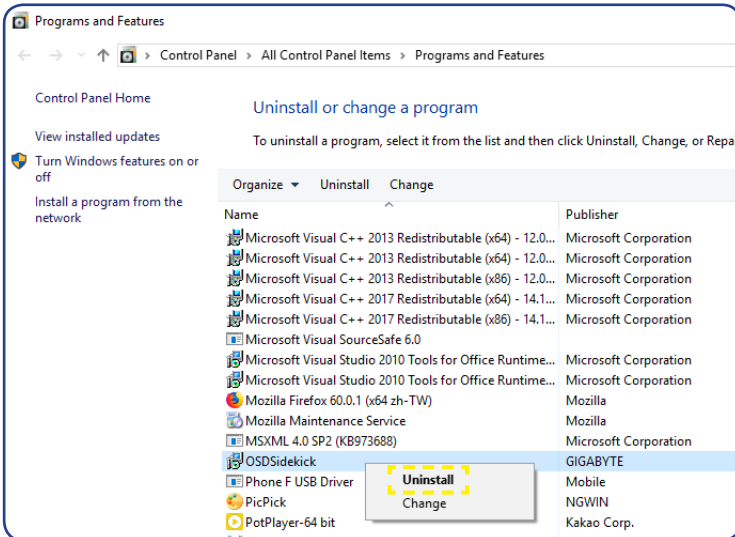 Programs and Features
Control Panel > All Control Panel Items > Programs and Features
Control Panel Home
View installed updates
Turn Windows features on or
off
Install a program from the
network
Uninstall or change a program
To uninstall a program, select it from the list and then click Uninstall, Change, or Repa
Organize Uninstall Change
Name Publisher
Microsoft Visual C++ 2013 Redistributable (x64) - 12.0... Microsoft Corporation
Microsoft Visual C++ 2013 Redistributable (x64) - 12.0... Microsoft Corporation
Microsoft Visual C++ 2013 Redistributable (x86) - 12.0... Microsoft Corporation
Microsoft Visual C++ 2017 Redistributable (x64) - 14.1... Microsoft Corporation
Microsoft Visual C++ 2017 Redistributable (x86) - 14.1... Microsoft Corporation
Microsoft Visual SourceSafe 6.0
Microsoft Visual Studio 2010 Tools for Office Runtime... Microsoft Corporation
Microsoft Visual Studio 2010 Tools for Office Runtime... Microsoft Corporation
Mozilla Firefox 60.0.1 (x64 zh-TW) Mozilla
Mozilla Maintenance Service Mozilla
MSXML 4.0 SP2 (KB973688) Microsoft Corporation
OSDSidekick GIGABYTE
Phone F USB Driver Mobile
PicPick NGWIN
PotPlayer-64 bit Kakao Corp.
Uninstall
Change